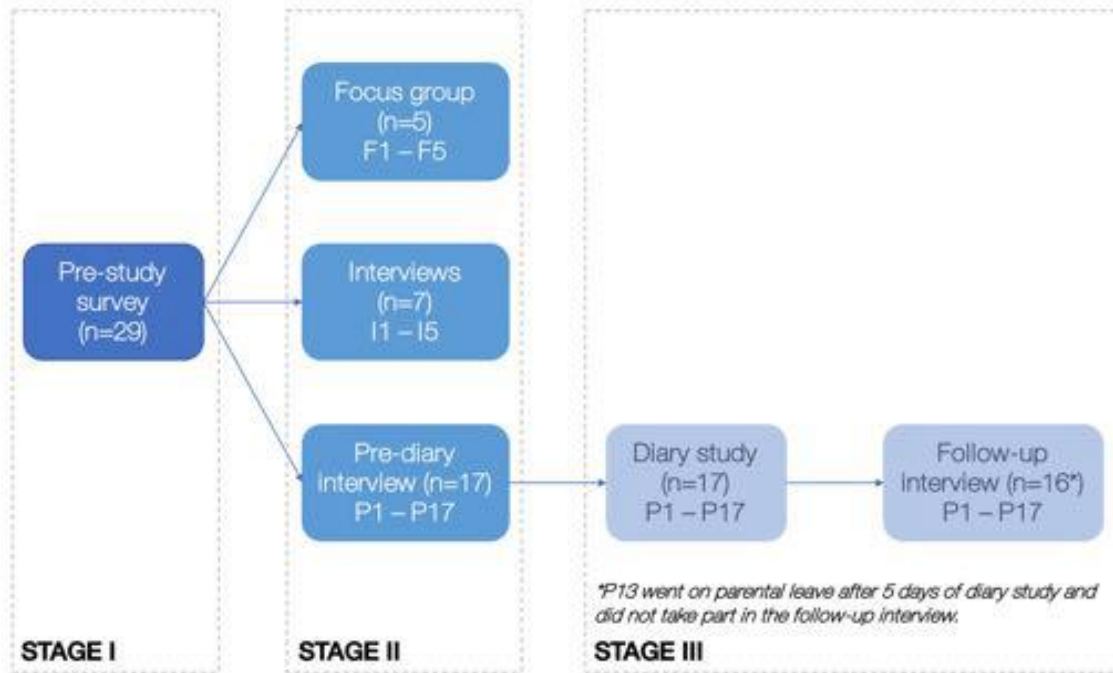 Focus group
(n=5)
F1 – F5
Pre-study
survey
(n=29)
Interviews
(n=7)
I1 – I5
Pre-diary
interview (n=17)
P1 – P17
Diary study
(n=17)
P1 – P17
Follow-up
interview (n=16*)
P1 – P17
*P13 went on parental leave after 5 days of diary study and
did not take part in the follow-up interview.
STAGE I
STAGE II
STAGE III